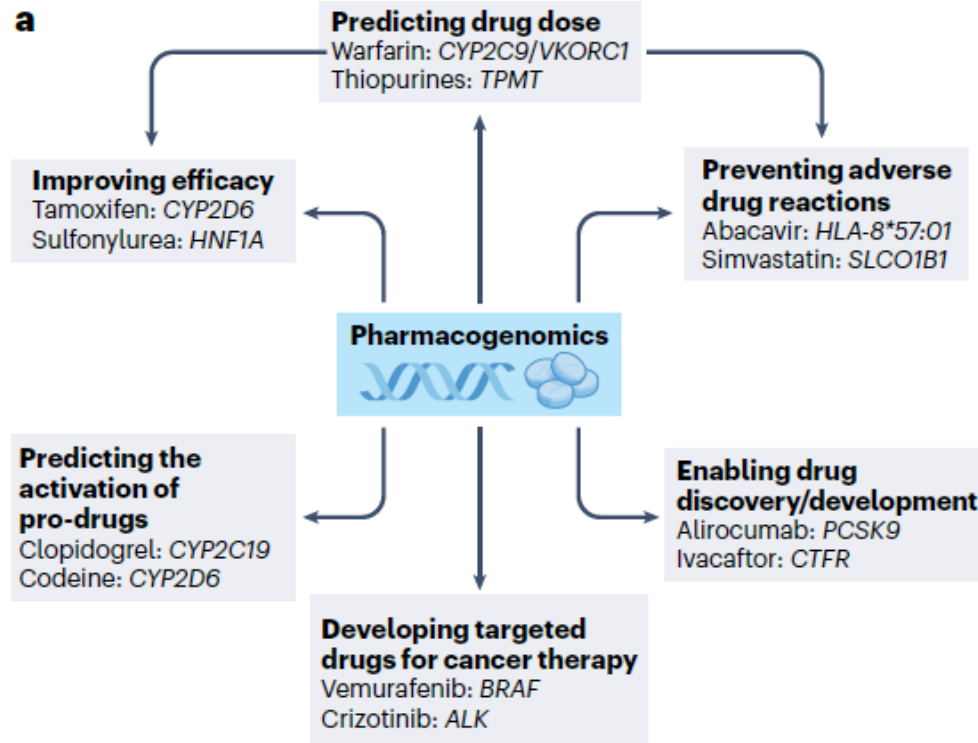 a
Predicting drug dose
Warfarin: CYP2C9/VKORC1
Thiopurines: TPMT
Improving efficacy
Tamoxifen: CYP2D6
Sulfonylurea: HNF1A
Preventing adverse
drug reactions
Abacavir: HLA-8*57:01
Simvastatin: SLCO1B1
Pharmacogenomics
Predicting the
activation of
pro-drugs
Clopidogrel: CYP2C19
Codeine: CYP2D6
Enabling drug
discovery/development
Alirocumab: PCSK9
Ivacaftor: CTFR
Developing targeted
drugs for cancer therapy
Vemurafenib: BRAF
Crizotinib: ALK